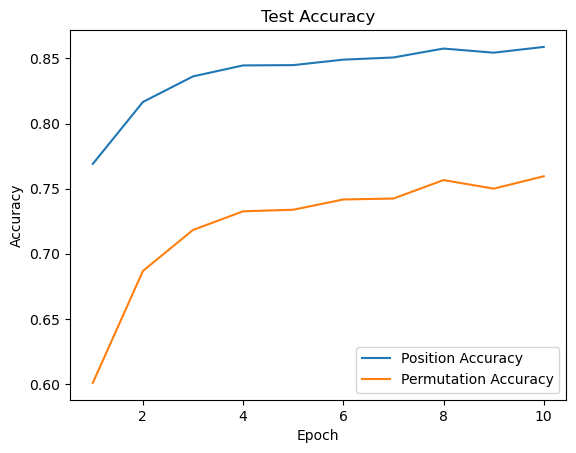 Test Accuracy
Accuracy
0.85
0.80
0.75
0.70
0.65
0.60
Position Accuracy
Permutation Accuracy
2 4 6 8 10
Epoch